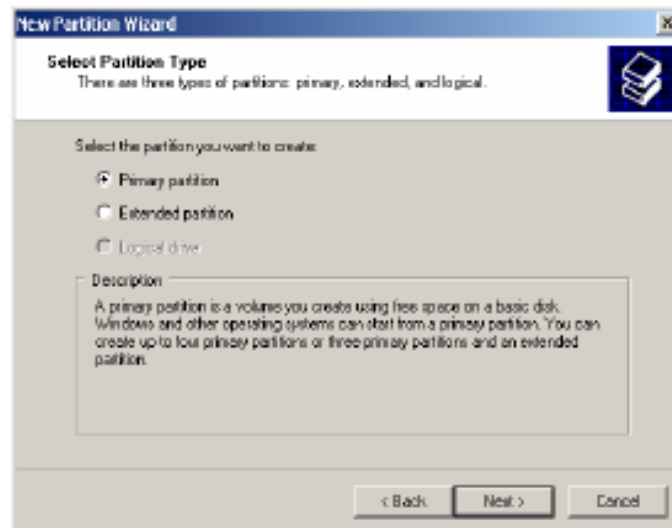 New Partition Wizard
Select Partition Type
There are three types of partitions: primary, extended, and logical.
Select the partition you want to create:
Primary partition
Extended partition
Logical drive
Description
A primary partition is a volume you create using free space on a basic disk.
Windows and other operating systems can start from a primary partition. You can
create up to four primary partitions or three primary partitions and an extended
partition.
< Back
Next >
Cancel